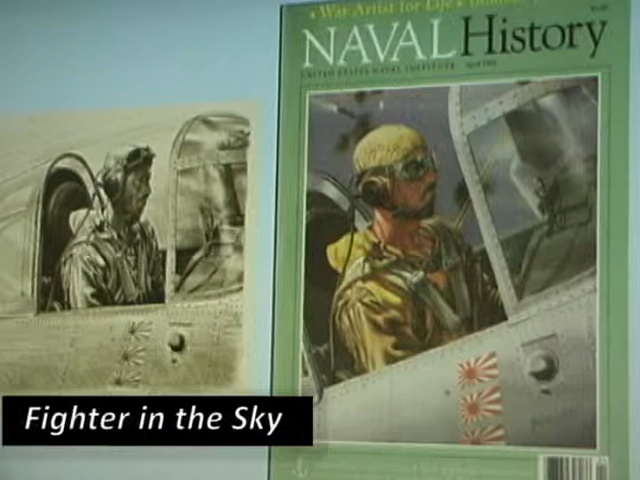 War Artist for Life
NAVAL History
UNITED STATES NAVAL INSTITUTE
Fighter in the Sky